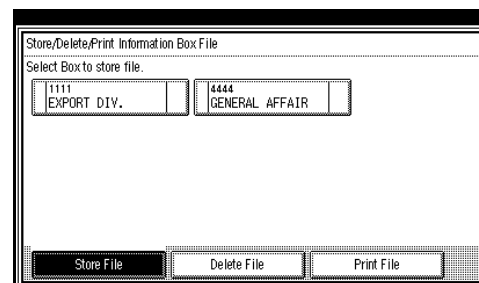 Store/Delete/Print Information Box File
Select Box to store file.
1111
EXPORT DIV.
4444
GENERAL AFFAIR
Store File
Delete File
Print File